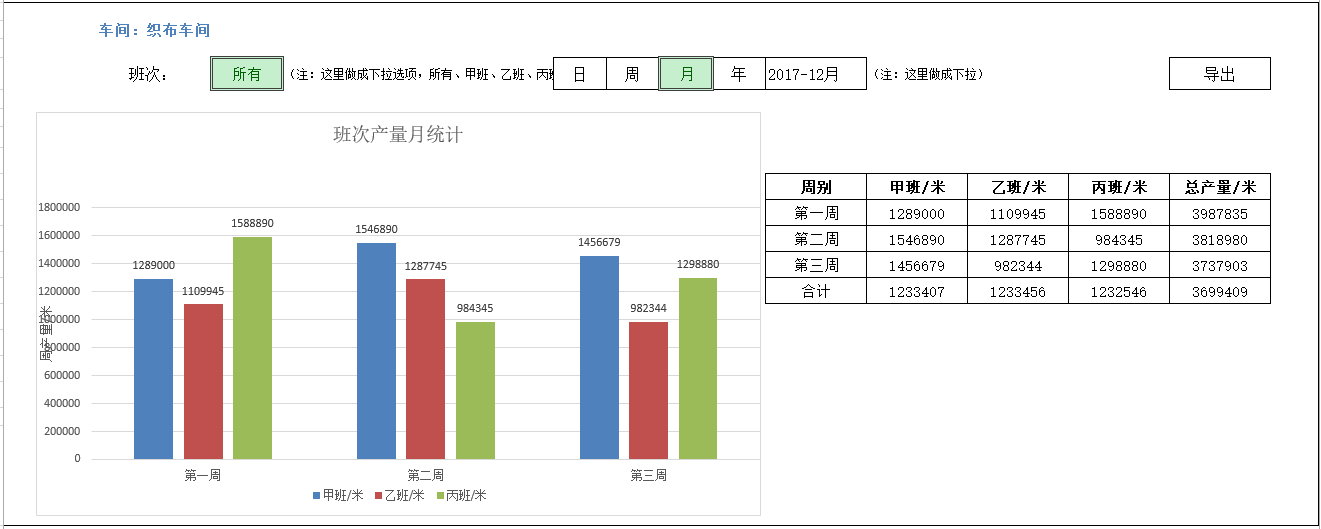 车间：织布车间
班次： 所有 （注：这里做成下拉选项，所有、甲班、乙班、丙 日 周 月 年 2017-12月 （注：这里做成下拉） 导出
班次产量月统计
1800000
1600000
1400000
1200000
1000000
800000
600000
400000
200000
0
周产量/米
1289000 1109945 1588890
1546890 1287745 984345
1456679 982344 1298880
第一周 第二周 第三周
甲班/米 乙班/米 丙班/米
周别 甲班/米 乙班/米 丙班/米 总产量/米
第一周 1289000 1109945 1588890 3987835
第二周 1546890 1287745 984345 3818980
第三周 1456679 982344 1298880 3737903
合计 1233407 1233456 1232546 3699409